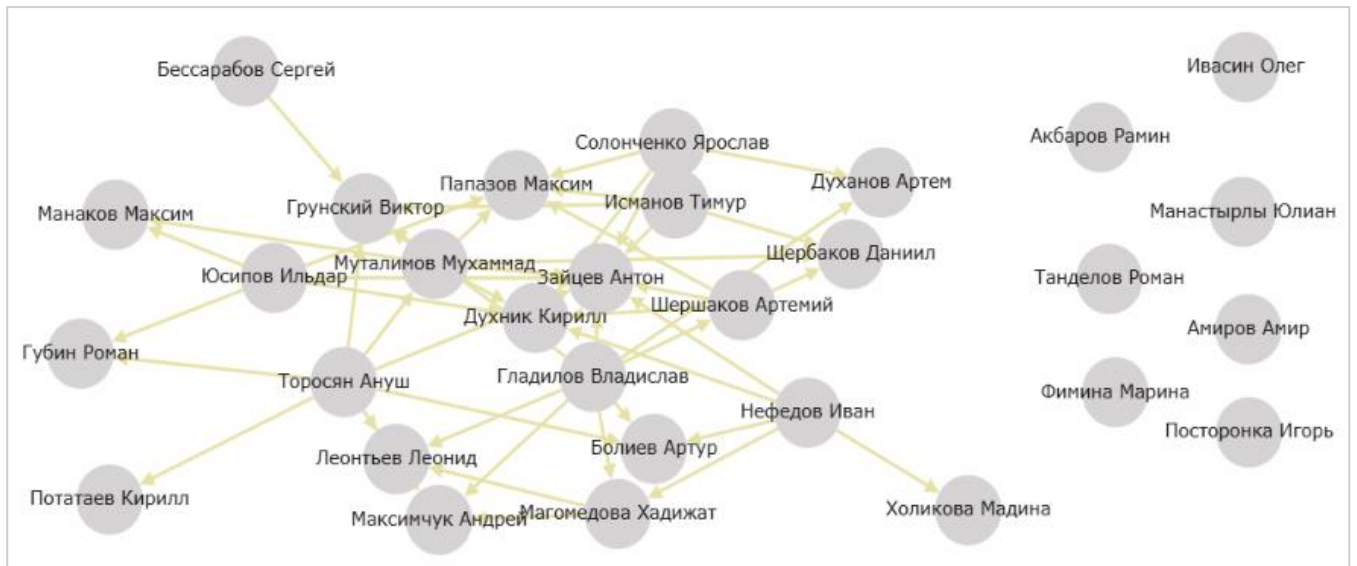 Бессарабов Сергей
Ивасин Олег
Акбаров Рамин
Солонченко Ярослав
Папазов Максим
Духанов Артем
Исманов Тимур
Грунский Виктор
Манаков Максим
Манастырлы Юлиан
Щербаков Даниил
Муталимов Мухаммад
Юсипов Ильдар
Зайцев Антон
Танделов Роман
Шершаков Артемий
Духник Кирилл
Амиров Амир
Губин Роман
Гладилов Владислав
Торосян Ануш
Фимина Марина
Нефедов Иван
Посторонка Игорь
Болиев Артур
Леонтьев Леонид
Потатаев Кирилл
Холикова Мадина
Магомедова Хадижат
Максимчук Андрей